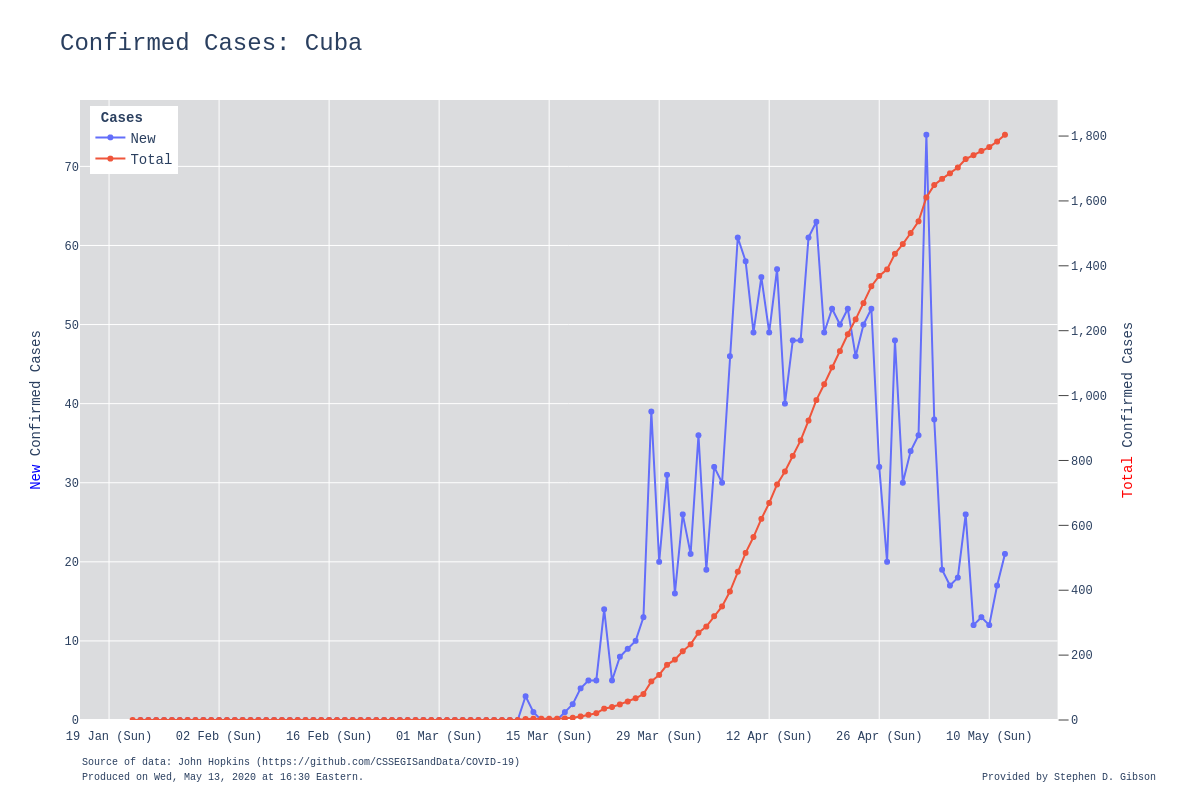 Confirmed Cases: Cuba
Cases
New
Total
70
60
50
40
30
20
10
0
New Confirmed Cases
1,800
1,600
1,400
1,200
1,000
800
600
400
200
0
Total Confirmed Cases
19 Jan (Sun) 02 Feb (Sun) 16 Feb (Sun) 01 Mar (Sun) 15 Mar (Sun) 29 Mar (Sun) 12 Apr (Sun) 26 Apr (Sun) 10 May (Sun)
Source of data: John Hopkins (https://github.com/CSSEGISandData/COVID-19)
Produced on Wed, May 13, 2020 at 16:30 Eastern.
Provided by Stephen D. Gibson